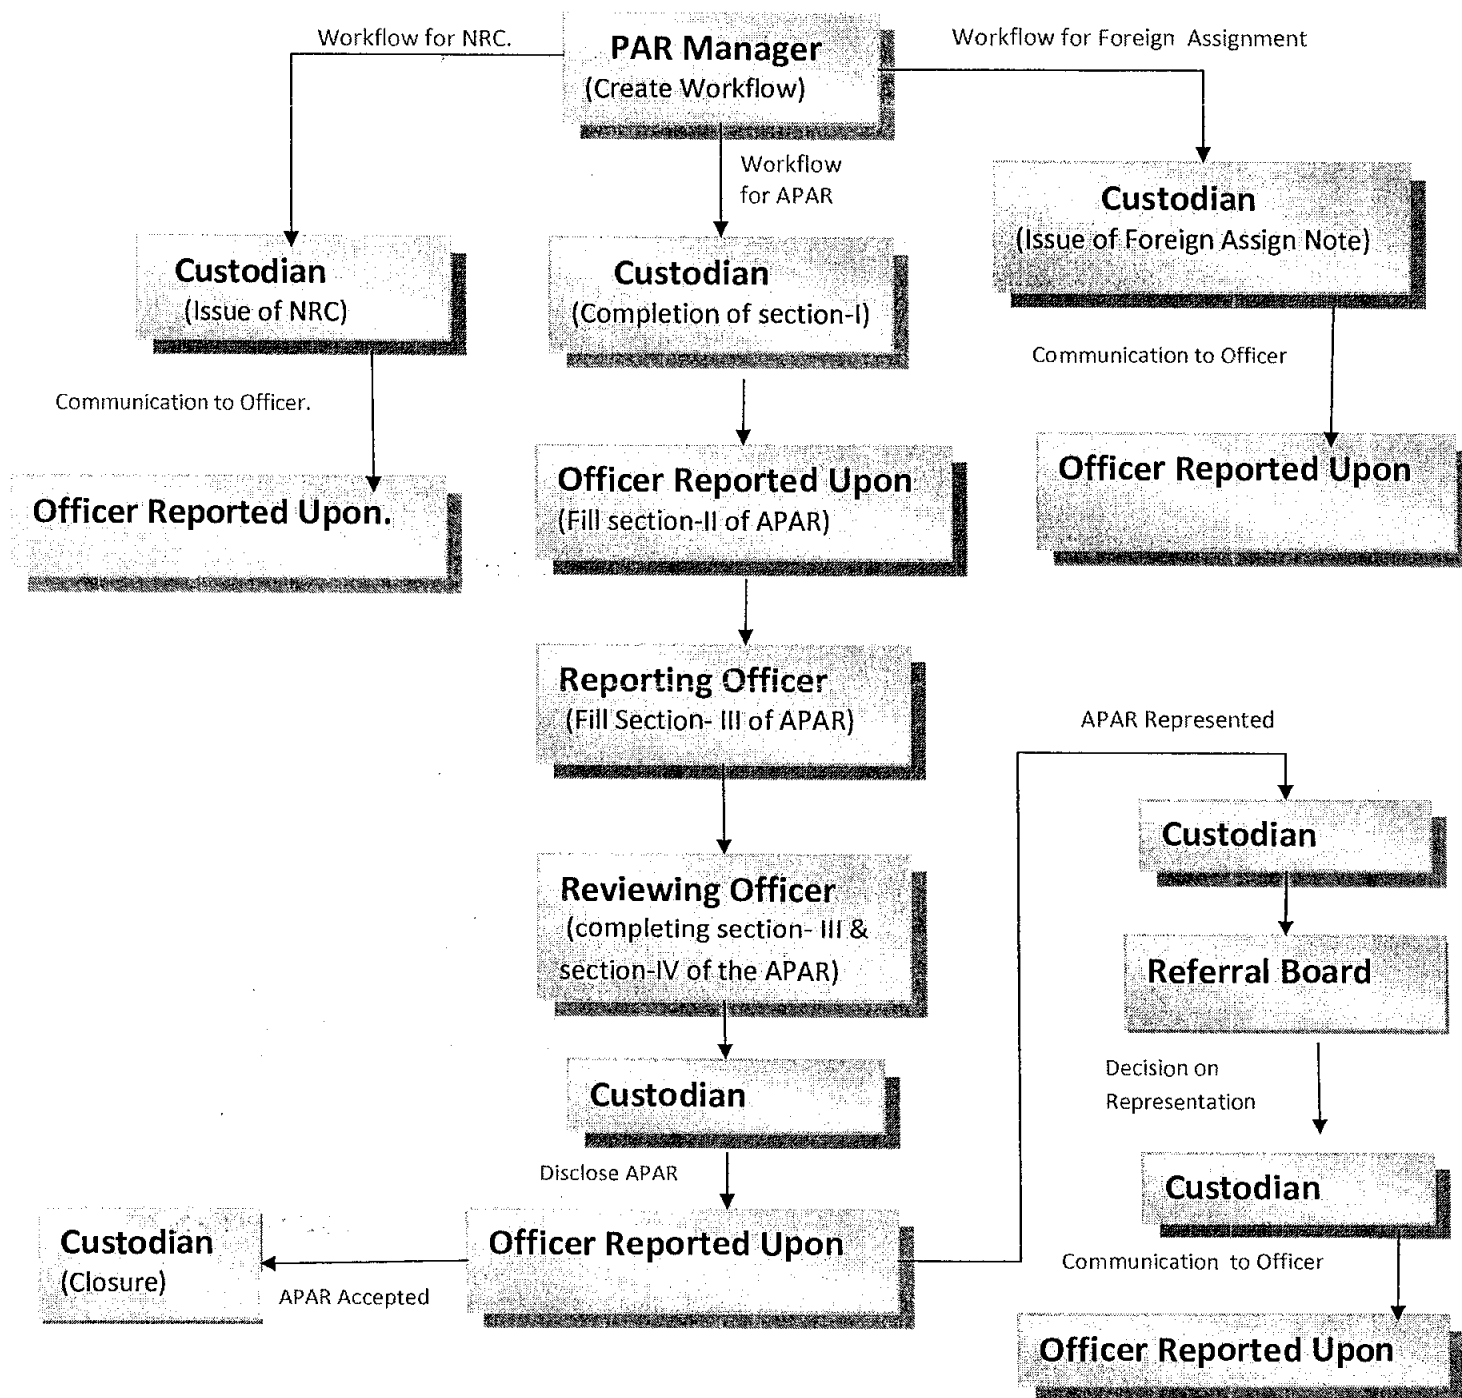 Workflow for NRC.
PAR Manager
(Create Workflow)
Workflow for Foreign Assignment
Workflow
for APAR
Custodian
(Issue of NRC)
Custodian
(Completion of section-I)
Custodian
(Issue of Foreign Assign Note)
Communication to Officer.
Communication to Officer
Officer Reported Upon.
Officer Reported Upon
(Fill section-II of APAR)
Officer Reported Upon
Reporting Officer
(Fill Section- III of APAR)
APAR Represented
Reviewing Officer
(completing section- III &
section-IV of the APAR)
Custodian
Referral Board
Decision on
Representation
Custodian
Disclose APAR
Officer Reported Upon
APAR Accepted
Custodian
(Closure)
Custodian
Communication to Officer
Officer Reported Upon